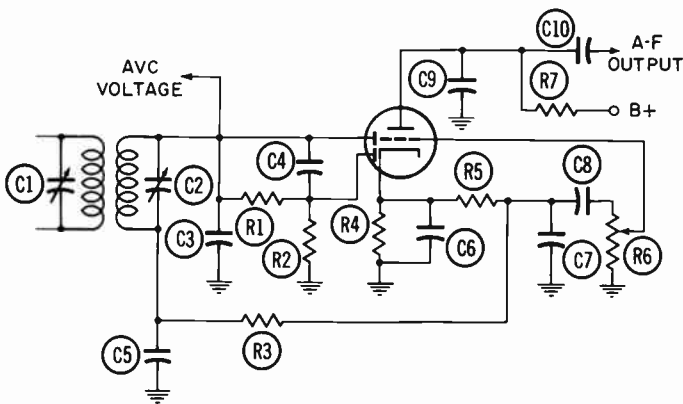 C10
A-F
OUTPUT
AVC
VOLTAGE
C9
R7
B+
C1
C2
C4
R5
C8
C3
R1
R2
R4
C6
C7
R6
C5
R3